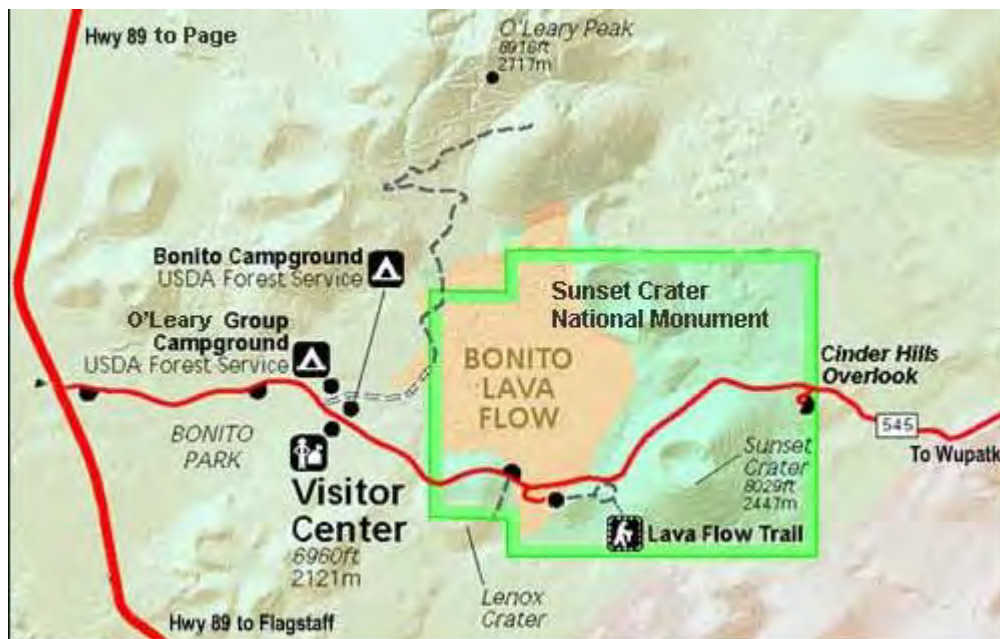 Hwy 89 to Page
O'Leary Peak
8916ft
2717m
Bonito Campground
USDA Forest Service
O'Leary Group
Campground
USDA Forest Service
Sunset Crater
National Monument
BONITO
LAVA
FLOW
Cinder Hills
Overlook
545
To Wupatk
BONITO
PARK
Sunset
Crater
8029ft
2447m
Visitor
Center
6960ft
2121m
Lava Flow Trail
Lenox
Crater
Hwy 89 to Flagstaff